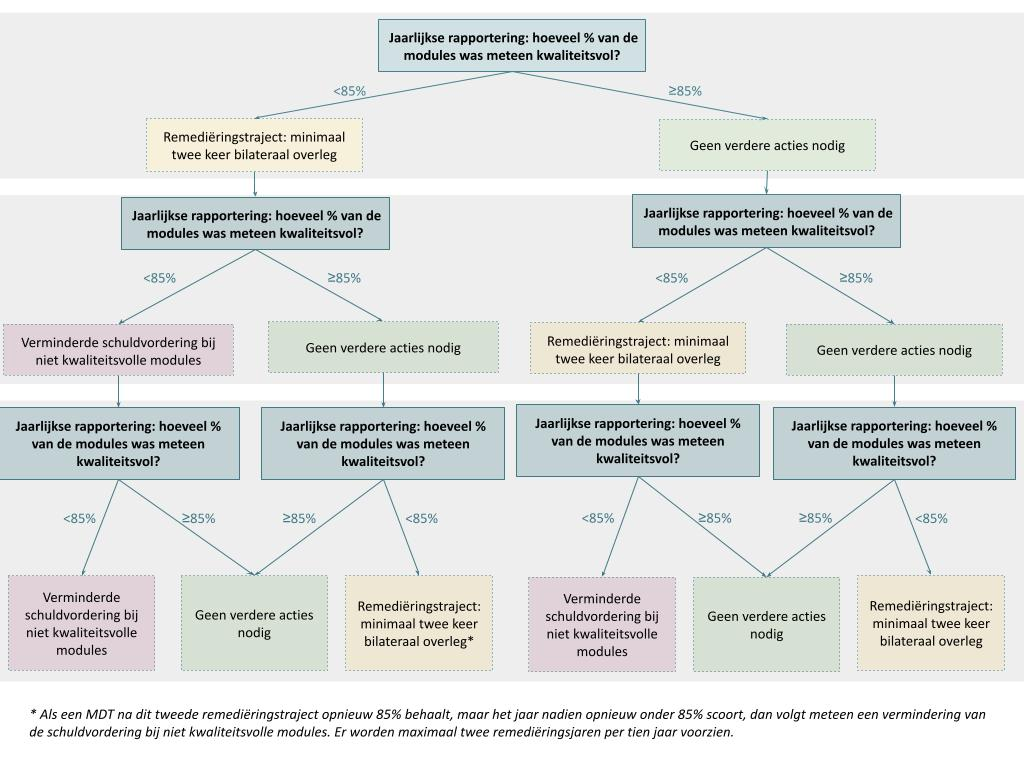 Jaarlijkse rapportering: hoeveel % van de
modules was meteen kwaliteitsvol?
<85%
≥85%
Remediëringstraject: minimaal
twee keer bilateraal overleg
Geen verdere acties nodig
Jaarlijkse rapportering: hoeveel % van de
modules was meteen kwaliteitsvol?
Jaarlijkse rapportering: hoeveel % van de
modules was meteen kwaliteitsvol?
<85%
≥85%
<85%
≥85%
Verminderde schuldvordering bij
niet kwaliteitsvolle modules
Geen verdere acties nodig
Remediëringstraject: minimaal
twee keer bilateraal overleg
Geen verdere acties nodig
Jaarlijkse rapportering: hoeveel %
van de modules was meteen
kwaliteitsvol?
Jaarlijkse rapportering: hoeveel %
van de modules was meteen
kwaliteitsvol?
Jaarlijkse rapportering: hoeveel %
van de modules was meteen
kwaliteitsvol?
Jaarlijkse rapportering: hoeveel %
van de modules was meteen
kwaliteitsvol?
<85%
≥85%
≥85%
<85%
<85%
≥85%
≥85%
<85%
Verminderde
schuldvordering bij
niet kwaliteitsvolle
modules
Geen verdere acties
nodig
Remediëringstraject:
minimaal twee keer
bilateraal overleg*
Verminderde
schuldvordering bij
niet kwaliteitsvolle
modules
Geen verdere acties
nodig
Remediëringstraject:
minimaal twee keer
bilateraal overleg
* Als een MDT na dit tweede remediëringstraject opnieuw 85% behaalt, maar het jaar nadien opnieuw onder 85% scoort, dan volgt meteen een vermindering van
de schuldvordering bij niet kwaliteitsvolle modules. Er worden maximaal twee remediëringsjaren per tien jaar voorzien.